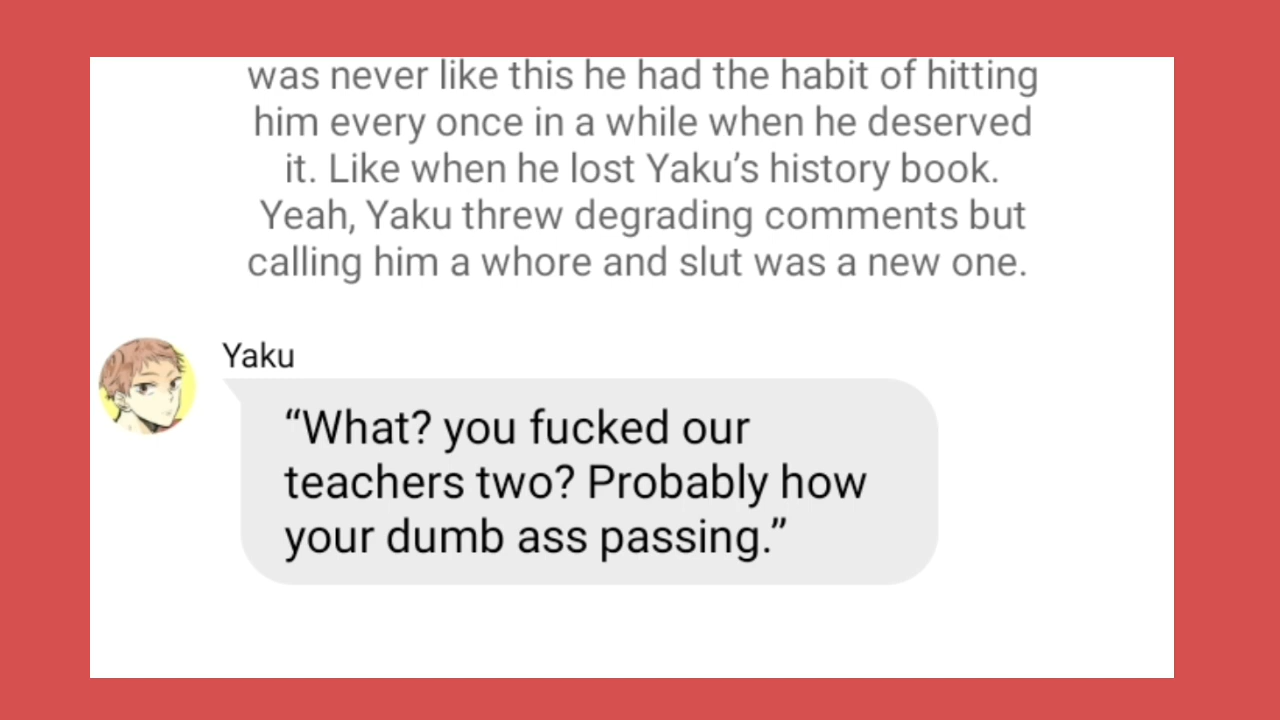 was never like this he had the habit of hitting
him every once in a while when he deserved
it. Like when he lost Yaku’s history book.
Yeah, Yaku threw degrading comments but
calling him a whore and slut was a new one.
Yaku
“What? you fucked our
teachers two? Probably how
your dumb ass passing.”